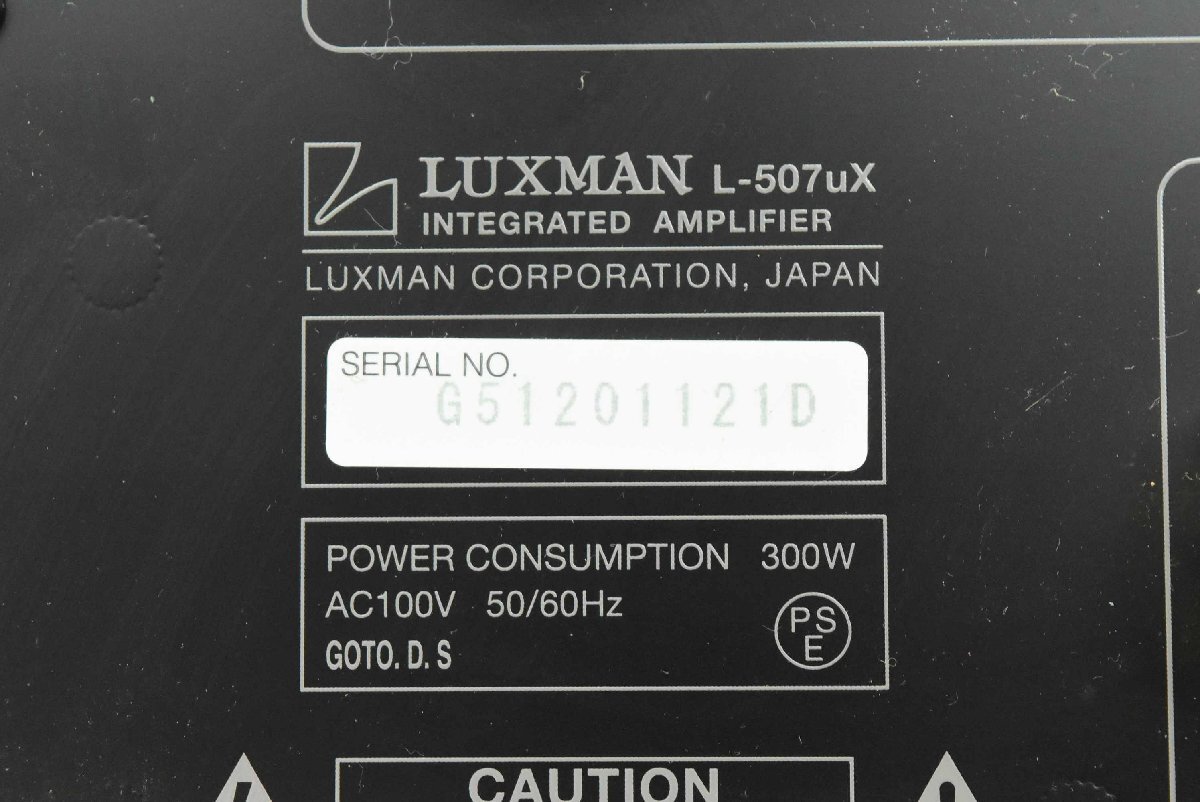 LUXMAN L-507uX
INTEGRATED AMPLIFIER
LUXMAN CORPORATION, JAPAN
SERIAL NO.
G51201121D
POWER CONSUMPTION 300W
AC100V 50/60Hz
GOTO. D. S
PS
E
CAUTION